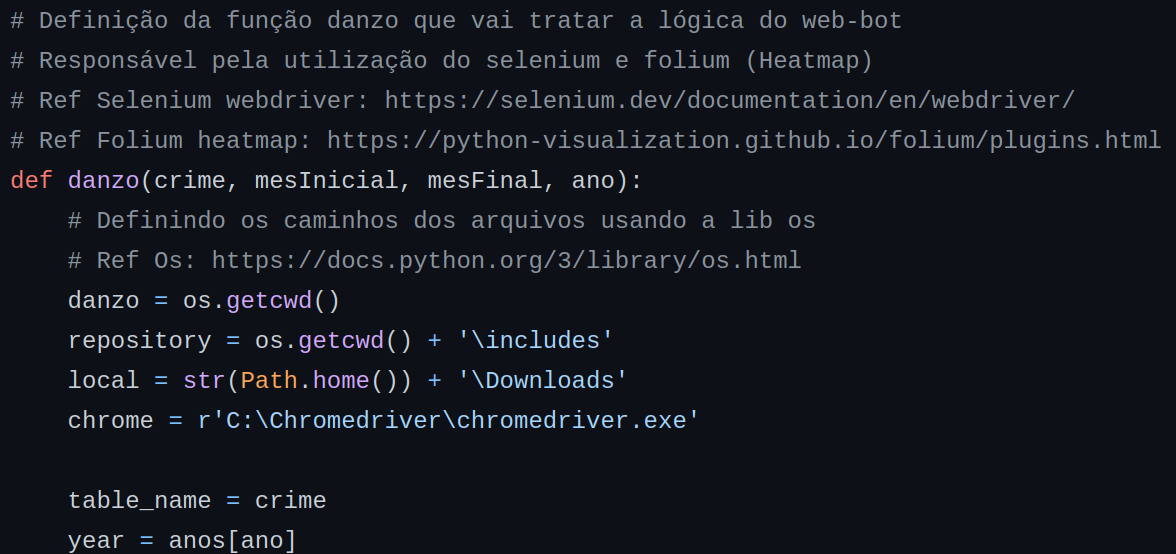 # Definição da função danzo que vai tratar a lógica do web-bot
# Responsável pela utilização do selenium e folium (Heatmap)
# Ref Selenium webdriver: https://selenium.dev/documentation/en/webdriver/
# Ref Folium heatmap: https://python-visualization.github.io/folium/plugins.html
def danzo(crime, mesInicial, mesFinal, ano):
    # Definindo os caminhos dos arquivos usando a lib os
    # Ref Os: https://docs.python.org/3/library/os.html
    danzo = os.getcwd()
    repository = os.getcwd() + '\includes'
    local = str(Path.home()) + '\Downloads'
    chrome = r'C:\Chromedriver\chromedriver.exe'

    table_name = crime
    year = anos[ano]